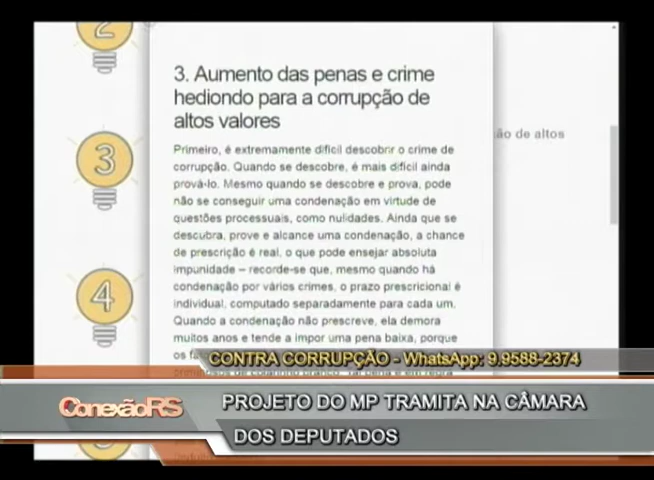 2
3. Aumento das penas e crime
hediondo para a corrupção de
altos valores
ão de altos
Primeiro, é extremamente difícil descobrir o crime de
corrupção. Quando se descobre, é mais difícil ainda
3
prová-lo. Mesmo quando se descobre e prova, pode
não se conseguir uma condenação em virtude de
questões processuais, como nulidades. Ainda que se
descubra, prove e alcance uma condenação, a chance
de prescrição é real, o que pode ensejar absoluta
impunidade – recorde-se que, mesmo quando há
condenação por vários crimes, o prazo prescricional é
4
individual, computado separadamente para cada um.
Quando a condenação não prescreve, ela demora
muitos anos e tende a impor uma pena baixa, porque
os
CONTRA CORRUPÇÃO - WhatsApp: 9.9588-2374
ConexãoRS
PROJETO DO MP TRAMITA NA CÂMARA
DOS DEPUTADOS